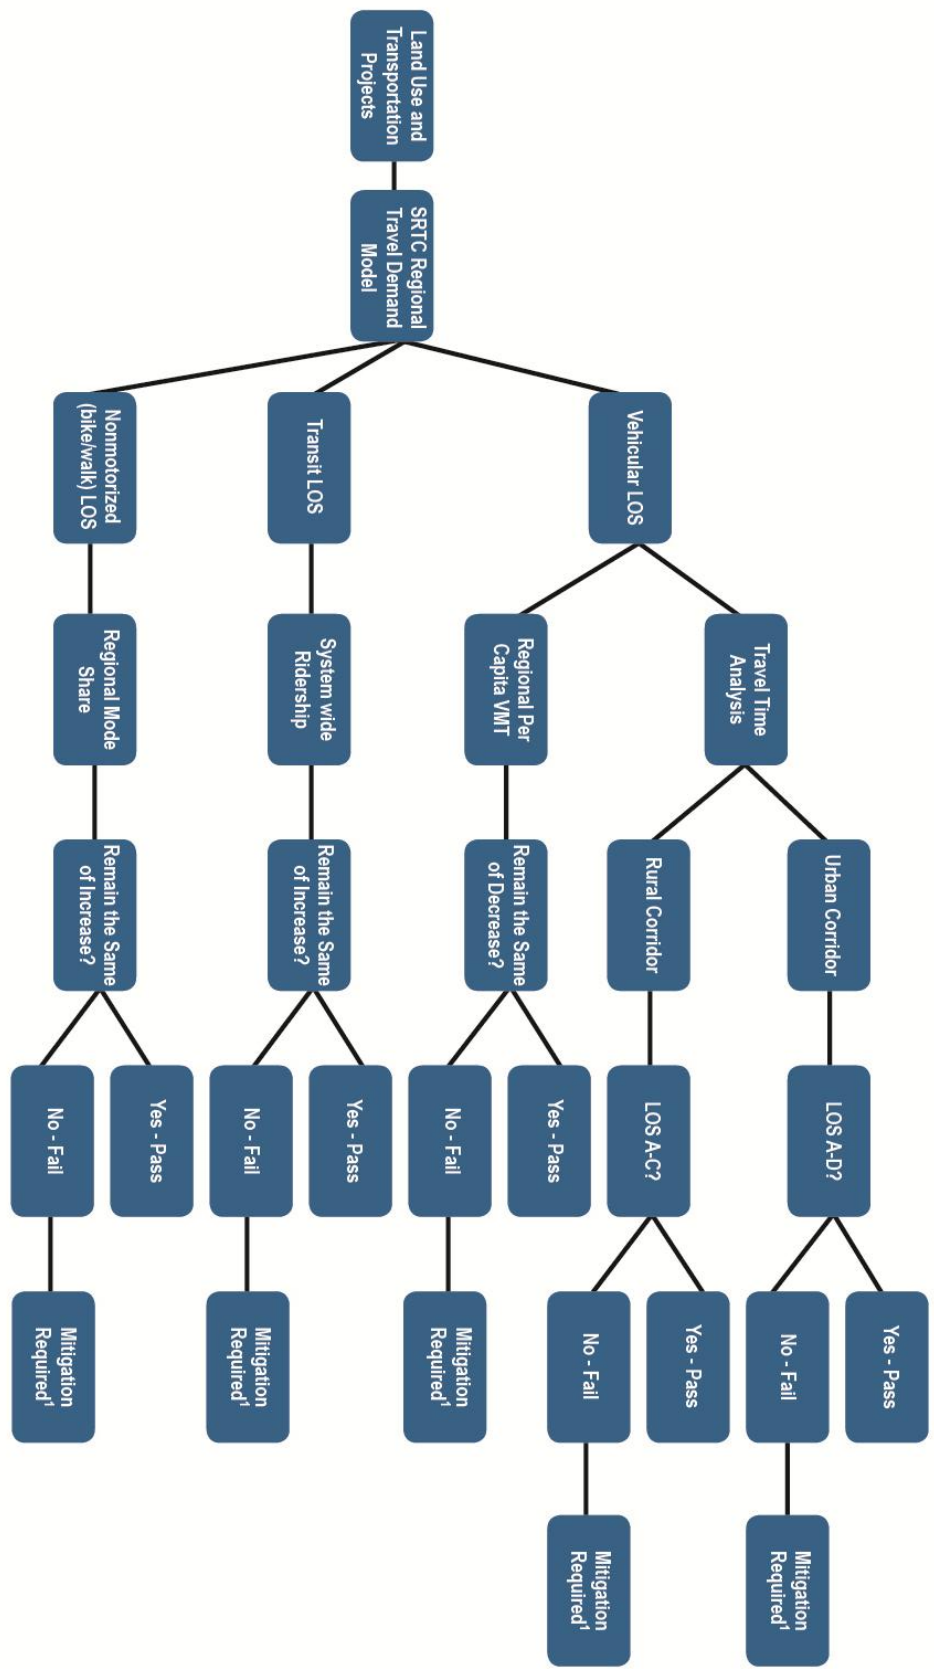 Land Use and
Transportation
Projects
SRTC Regional
Travel Demand
Model
Vehicular LOS
Travel Time
Analysis
Urban Corridor
LOS A-D?
Yes - Pass
No - Fail
Mitigation
Required¹
Rural Corridor
LOS A-C?
Yes - Pass
No - Fail
Mitigation
Required¹
Regional Per
Capita VMT
Remain the Same
of Decrease?
Yes - Pass
No - Fail
Mitigation
Required¹
Transit LOS
System wide
Ridership
Remain the Same
of Increase?
Yes - Pass
No - Fail
Mitigation
Required¹
Nonmotorized
(bike/walk) LOS
Regional Mode
Share
Remain the Same
of Increase?
Yes - Pass
No - Fail
Mitigation
Required¹